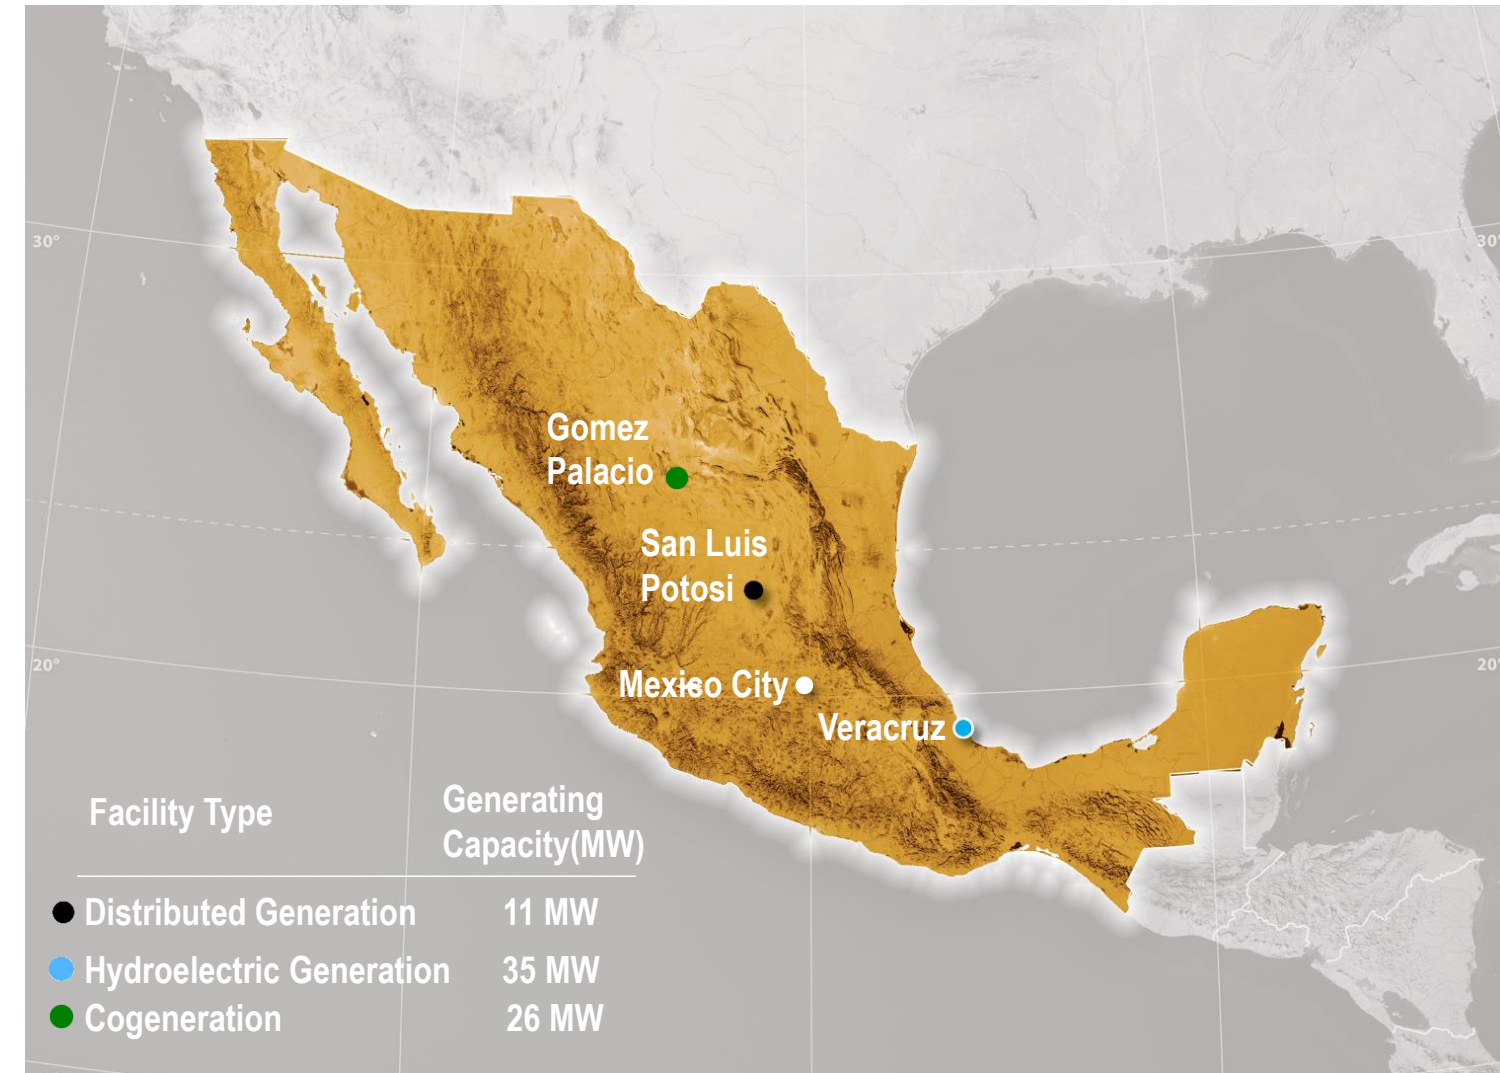 30°
30°
Gomez
Palacio
San Luis
Potosi
Mexico City
Veracruz
20°
20°
Facility Type
Generating
Capacity(MW)
Distributed Generation 11 MW
Hydroelectric Generation 35 MW
Cogeneration 26 MW